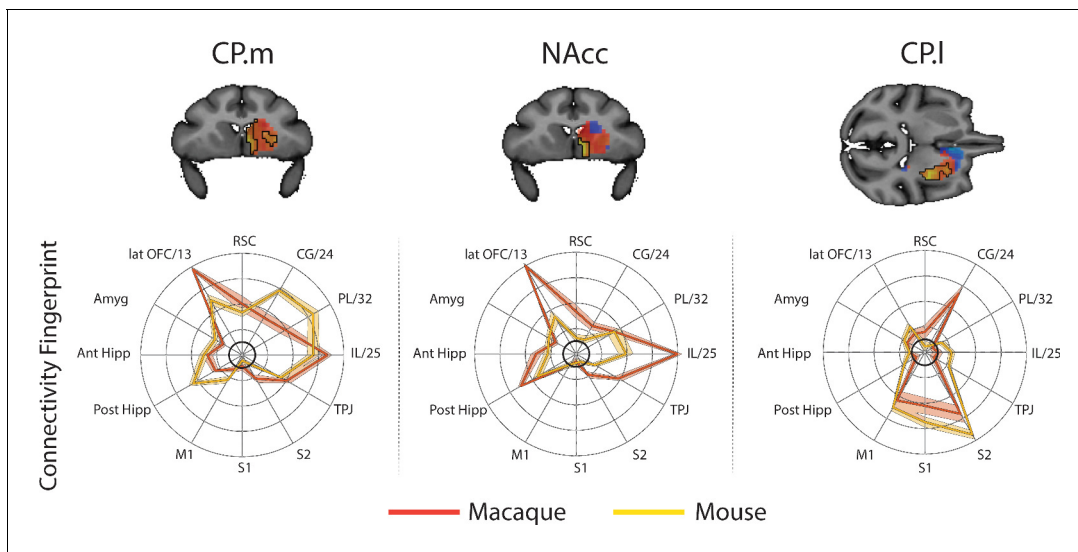 CP.m
NAcc
CP.l
Connectivity Fingerprint
RSC
CG/24
PL/32
IL/25
TPJ
S2
S1
M1
Post Hipp
Ant Hipp
Amyg
lat OFC/13
RSC
CG/24
PL/32
IL/25
TPJ
S2
S1
M1
Post Hipp
Ant Hipp
Amyg
lat OFC/13
RSC
CG/24
PL/32
IL/25
TPJ
S2
S1
M1
Post Hipp
Ant Hipp
Amyg
lat OFC/13
Macaque
Mouse